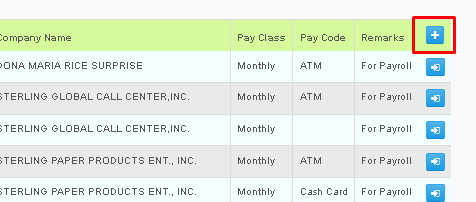 Company Name Pay Class Pay Code Remarks
DONA MARIA RICE SURPRISE Monthly ATM For Payroll
STERLING GLOBAL CALL CENTER,INC. Monthly ATM For Payroll
STERLING GLOBAL CALL CENTER,INC. Monthly For Payroll
STERLING PAPER PRODUCTS ENT., INC. Monthly ATM For Payroll
STERLING PAPER PRODUCTS ENT., INC. Monthly Cash Card For Payroll